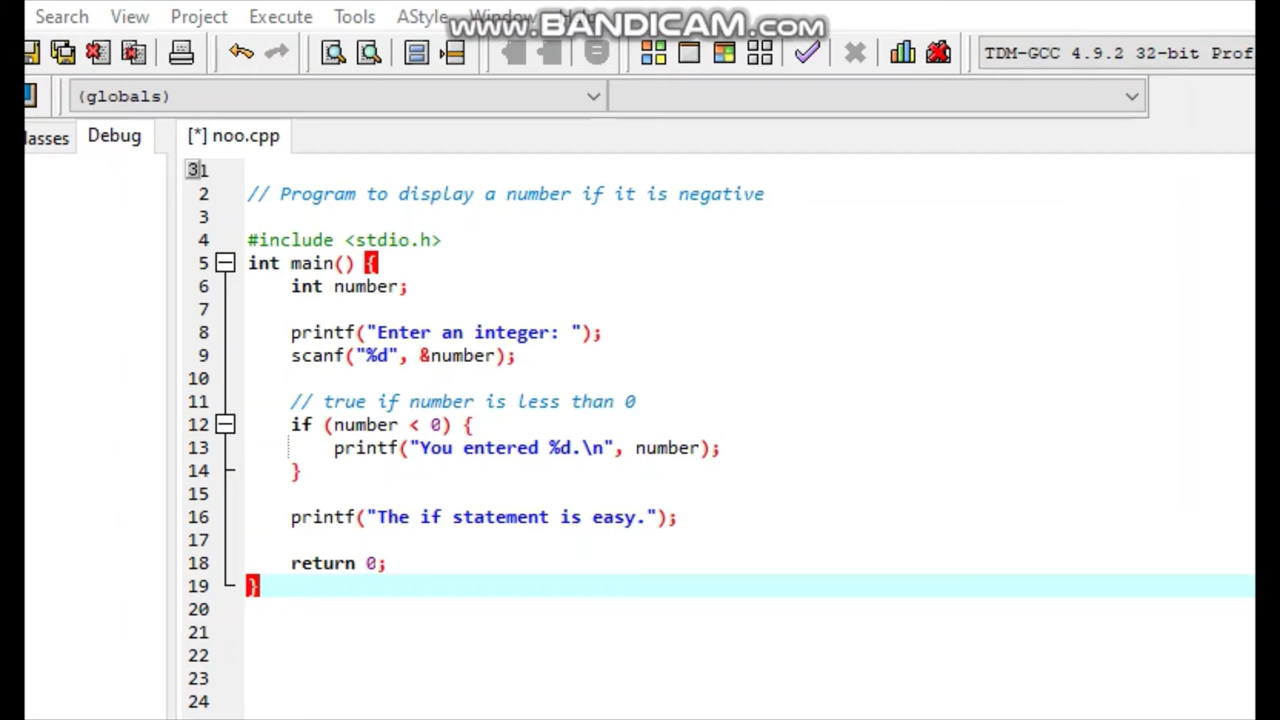 Search View Project Execute Tools AStyle Window Help
www.BANDICAM.com
TDM-GCC 4.9.2 32-bit Prof
(globals)
lasses Debug [*] noo.cpp
31
2 // Program to display a number if it is negative
3
4 #include <stdio.h>
5 int main() {
6 int number;
7
8 printf("Enter an integer: ");
9 scanf("%d", &number);
10
11 // true if number is less than 0
12 if (number < 0) {
13 printf("You entered %d.\n", number);
14 }
15
16 printf("The if statement is easy.");
17
18 return 0;
19 }
20
21
22
23
24